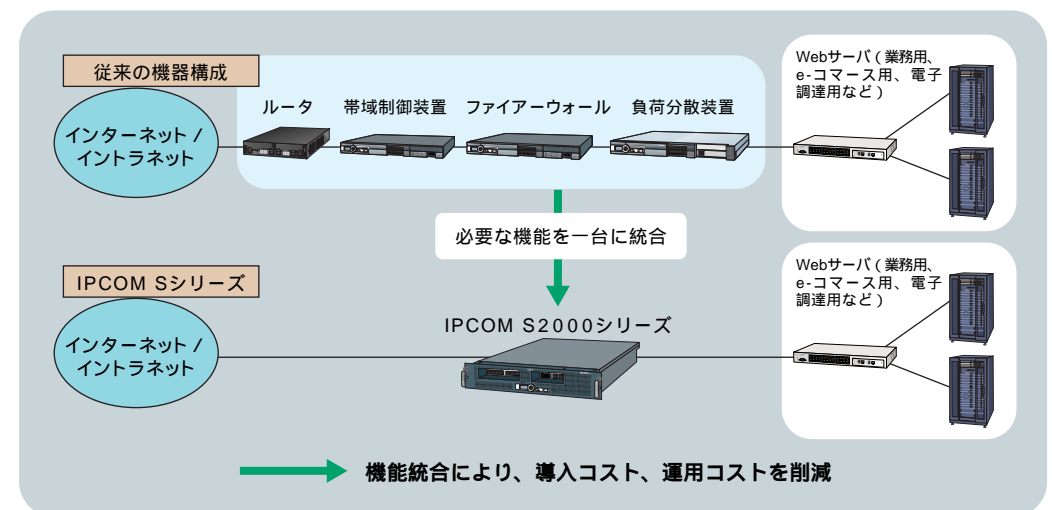 従来の機器構成
インターネット /
イントラネット
ルータ
帯域制御装置
ファイアーウォール
負荷分散装置
Webサーバ(業務用、
e-コマース用、電子
調達用など)
必要な機能を一台に統合
IPCOM Sシリーズ
インターネット /
イントラネット
IPCOM S2000シリーズ
Webサーバ(業務用、
e-コマース用、電子
調達用など)
機能統合により、導入コスト、運用コストを削減